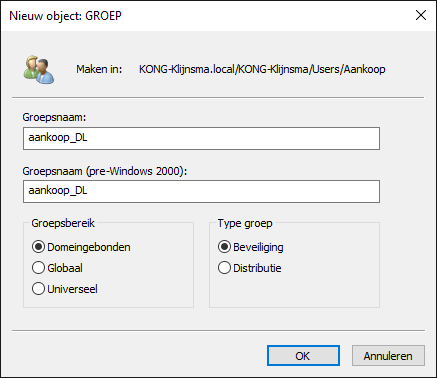 Nieuw object: GROEP
Maken in: KONG-Klijnsma.local/KONG-Klijnsma/Users/Aankoop
Groepsnaam:
aankoop_DL
Groepsnaam (pre-Windows 2000):
aankoop_DL
Groepsbereik
Domeingebonden
Globaal
Universeel
Type groep
Beveiliging
Distributie
OK
Annuleren